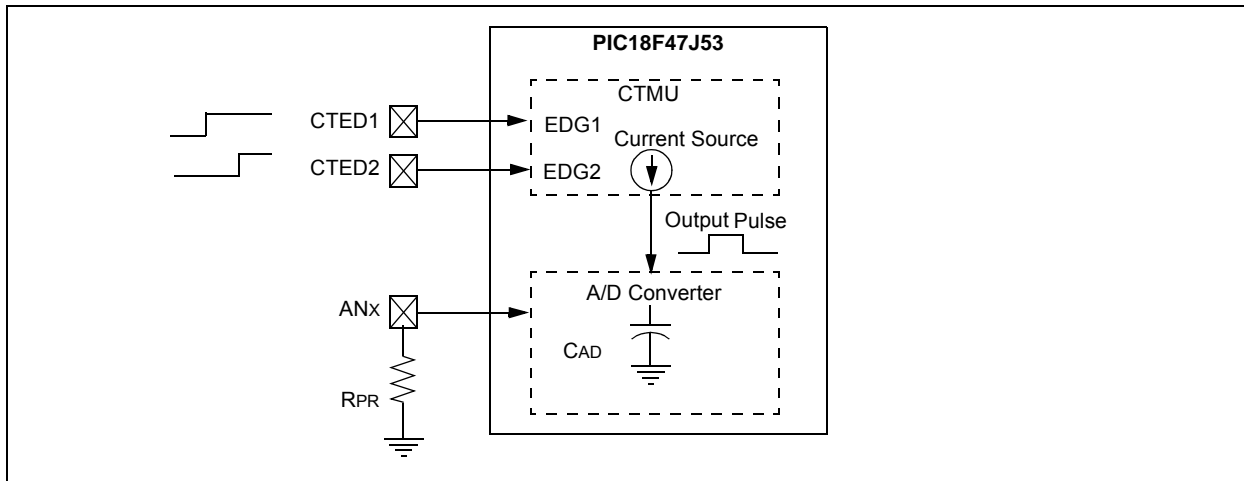 PIC18F47J53
CTMU
CTED1
EDG1
Current Source
CTED2
EDG2
Output Pulse
A/D Converter
ANX
CAD
RPR